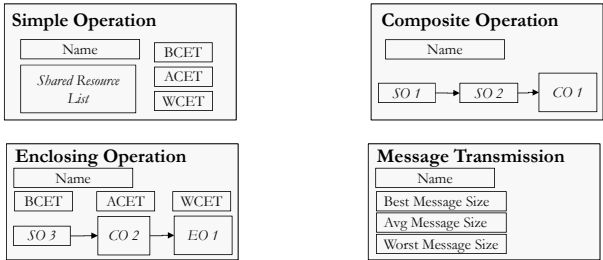 Simple Operation
Name
BCET
Shared Resource
List
ACET
WCET
Composite Operation
Name
SO 1
SO 2
CO 1
Enclosing Operation
Name
BCET
ACET
WCET
SO 3
CO 2
EO 1
Message Transmission
Name
Best Message Size
Avg Message Size
Worst Message Size